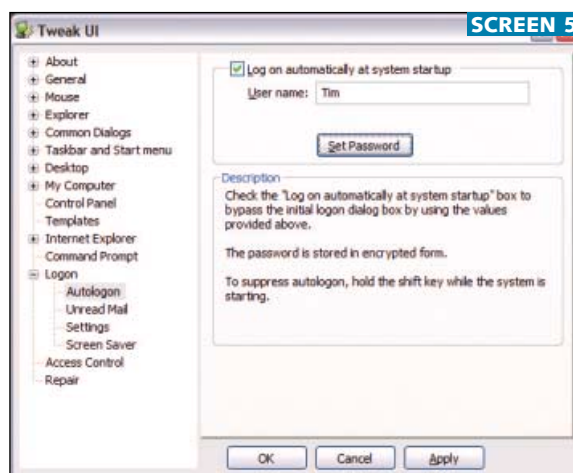 SCREEN 5
Tweak UI
About
General
Mouse
Explorer
Common Dialogs
Taskbar and Start menu
Desktop
My Computer
Control Panel
Templates
Internet Explorer
Command Prompt
Logon
Autologon
Unread Mail
Settings
Screen Saver
Access Control
Repair
Log on automatically at system startup
User name: Tim
Set Password
Description
Check the "Log on automatically at system startup" box to
bypass the initial logon dialog box by using the values
provided above.
The password is stored in encrypted form.
To suppress autologon, hold the shift key while the system is
starting.
OK
Cancel
Apply